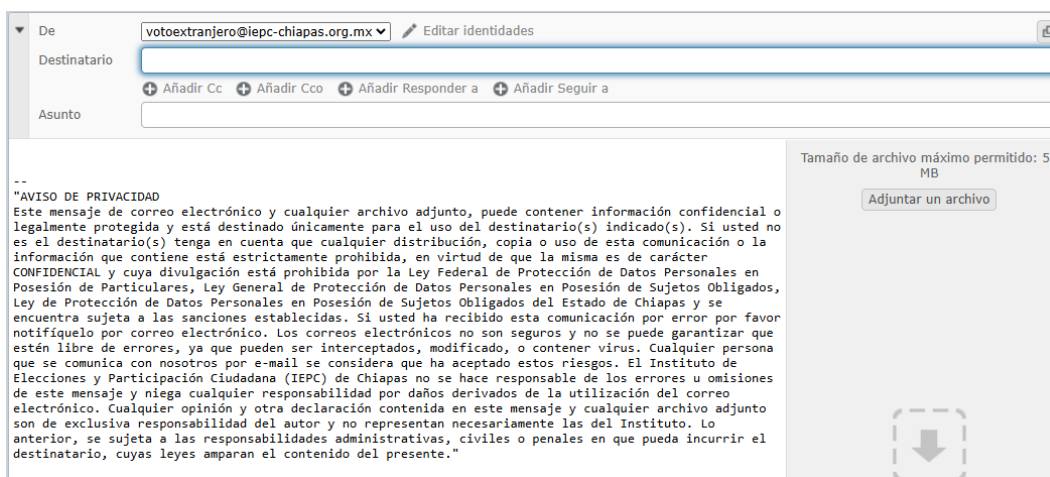 De votoextranjero@iepc-chiapas.org.mx Editar identidades
Destinatario
Añadir Cc Añadir Cco Añadir Responder a Añadir Seguir a
Asunto
--
"AVISO DE PRIVACIDAD
Este mensaje de correo electrónico y cualquier archivo adjunto, puede contener información confidencial o
legalmente protegida y está destinado únicamente para el uso del destinatario(s) indicado(s). Si usted no
es el destinatario(s) tenga en cuenta que cualquier distribución, copia o uso de esta comunicación o la
información que contiene está estrictamente prohibida, en virtud de que la misma es de carácter
CONFIDENCIAL y cuya divulgación está prohibida por la Ley Federal de Protección de Datos Personales en
Posesión de Particulares, Ley General de Protección de Datos Personales en Posesión de Sujetos Obligados,
Ley de Protección de Datos Personales en Posesión de Sujetos Obligados del Estado de Chiapas y se
encuentra sujeta a las sanciones establecidas. Si usted ha recibido esta comunicación por error por favor
notifíquelo por correo electrónico. Los correos electrónicos no son seguros y no se puede garantizar que
estén libre de errores, ya que pueden ser interceptados, modificado, o contener virus. Cualquier persona
que se comunica con nosotros por e-mail se considera que ha aceptado estos riesgos. El Instituto de
Elecciones y Participación Ciudadana (IEPC) de Chiapas no se hace responsable de los errores u omisiones
de este mensaje y niega cualquier responsabilidad por daños derivados de la utilización del correo
electrónico. Cualquier opinión y otra declaración contenida en este mensaje y cualquier archivo adjunto
son de exclusiva responsabilidad del autor y no representan necesariamente las del Instituto. Lo
anterior, se sujeta a las responsabilidades administrativas, civiles o penales en que pueda incurrir el
destinatario, cuyas leyes amparan el contenido del presente."
Tamaño de archivo máximo permitido: 5
MB
Adjuntar un archivo